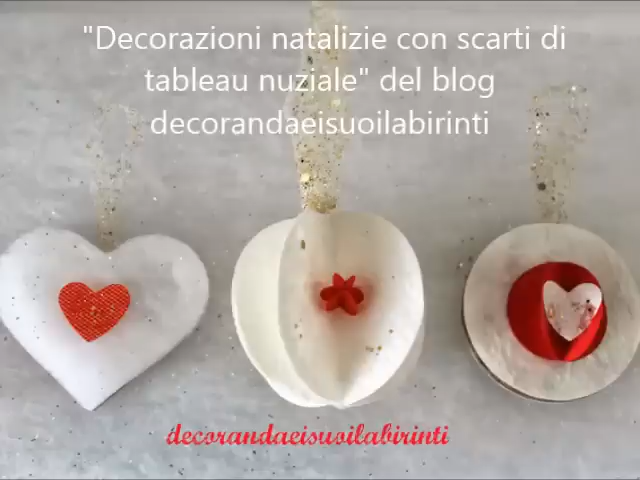 "Decorazioni natalizie con scarti di
tableau nuziale" del blog
decorandaeisuoilabirinti
decorandaeisuoilabirinti